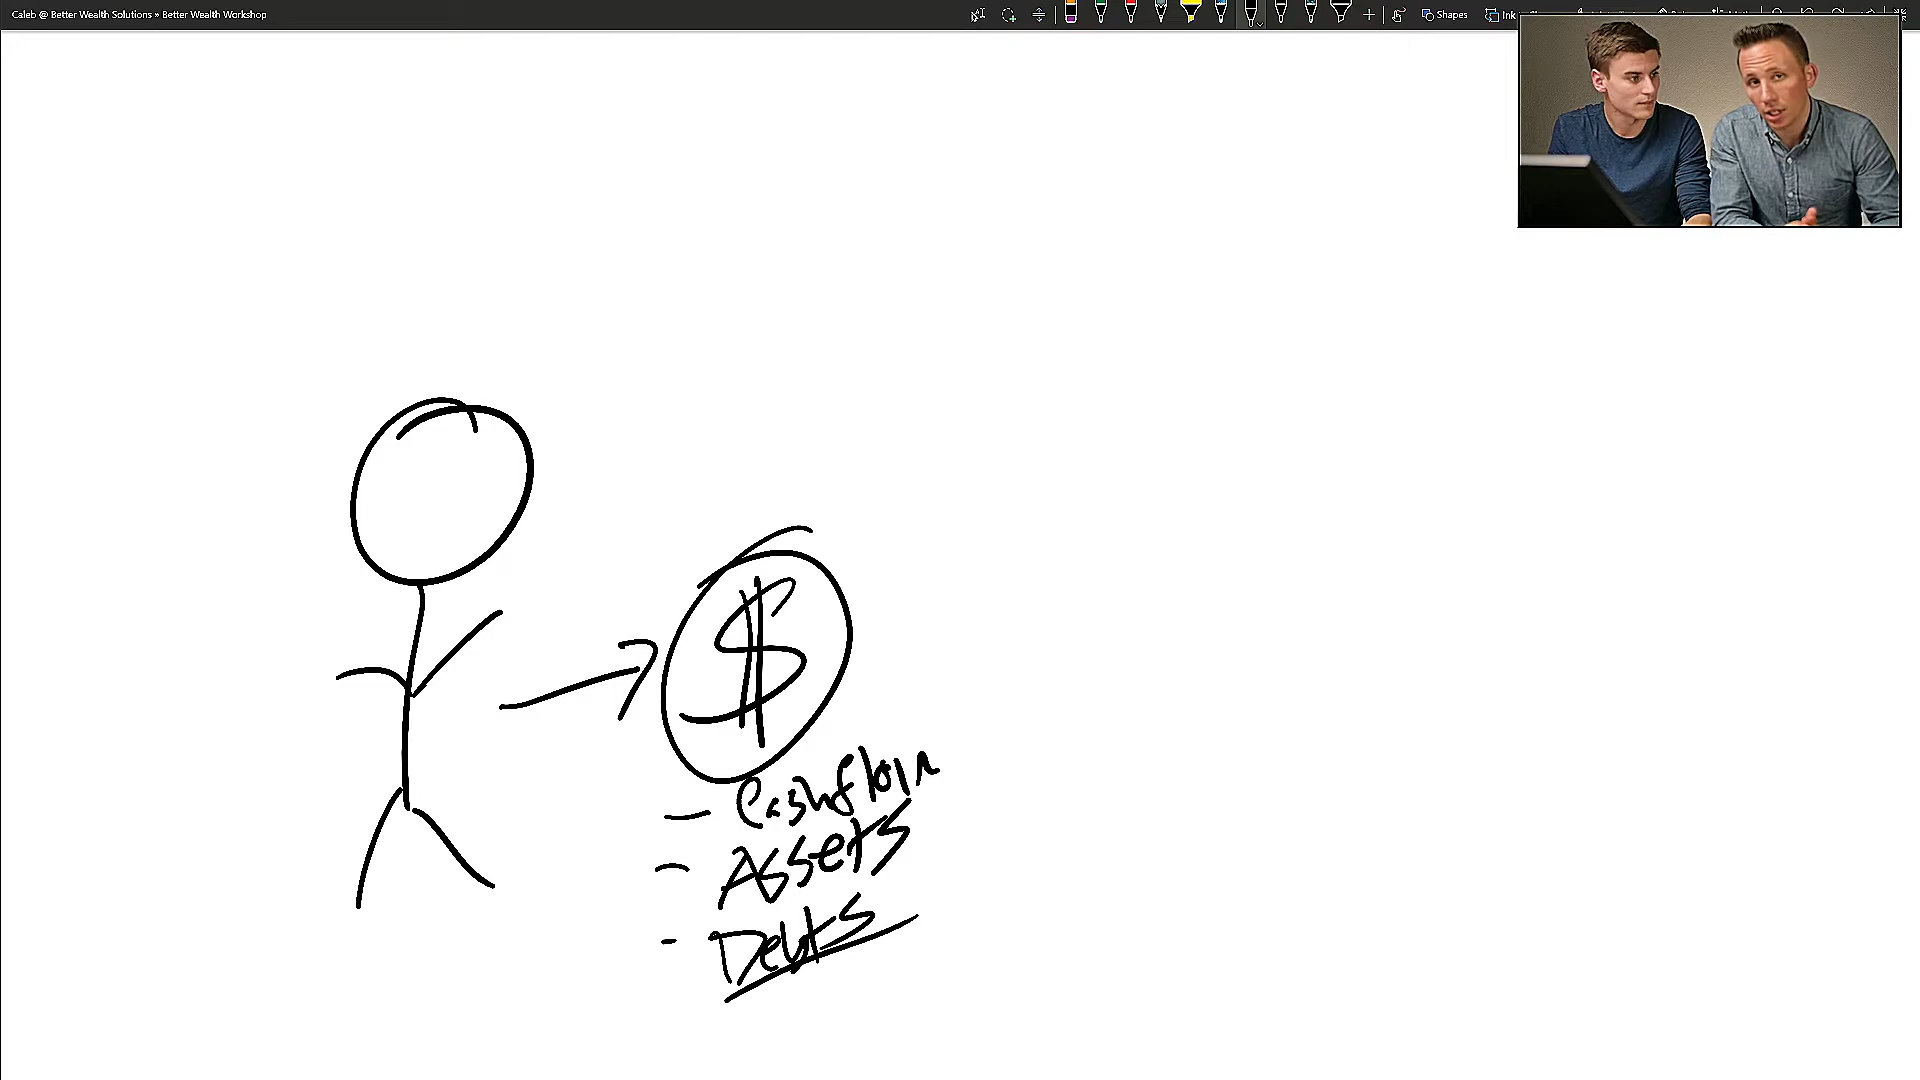 Caleb @ Better Wealth Solutions » Better Wealth Workshop
Shapes
Ink
$
- Cashflow
- Assets
- Debts